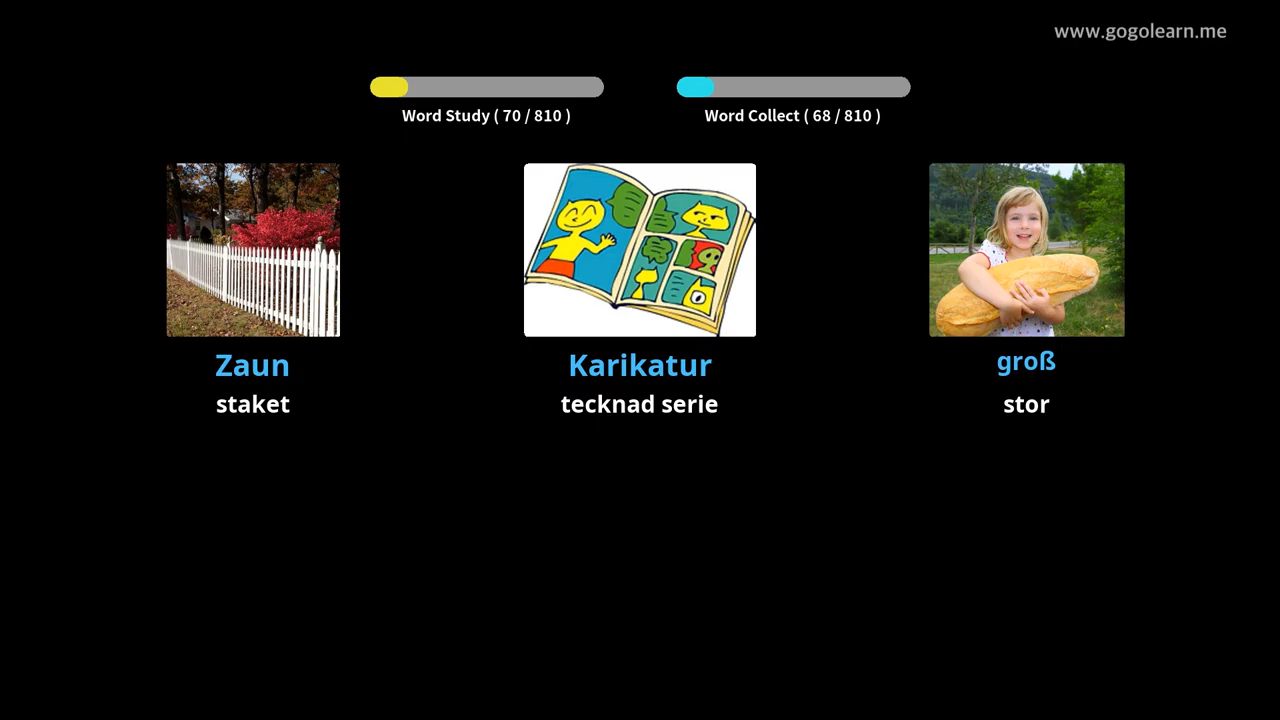 www.gogolearn.me
Word Study ( 70 / 810 )
Word Collect ( 68 / 810 )
Zaun
Karikatur
groß
staket
tecknad serie
stor